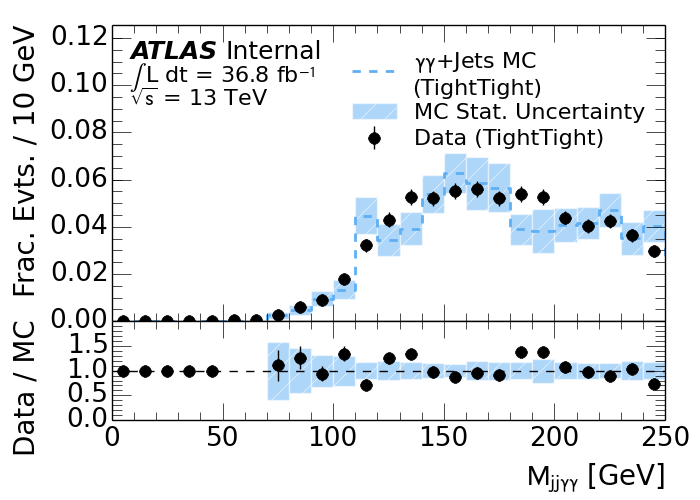 0.12
ATLAS Internal
∫L dt = 36.8 fb⁻¹
√s = 13 TeV
γγ+Jets MC
(TightTight)
MC Stat. Uncertainty
Data (TightTight)
0.10
0.08
0.06
0.04
0.02
0.00
Frac. Evts. / 10 GeV
1.5
1.0
0.5
0.0
Data / MC
0 50 100 150 200 250
M_jjγγ [GeV]